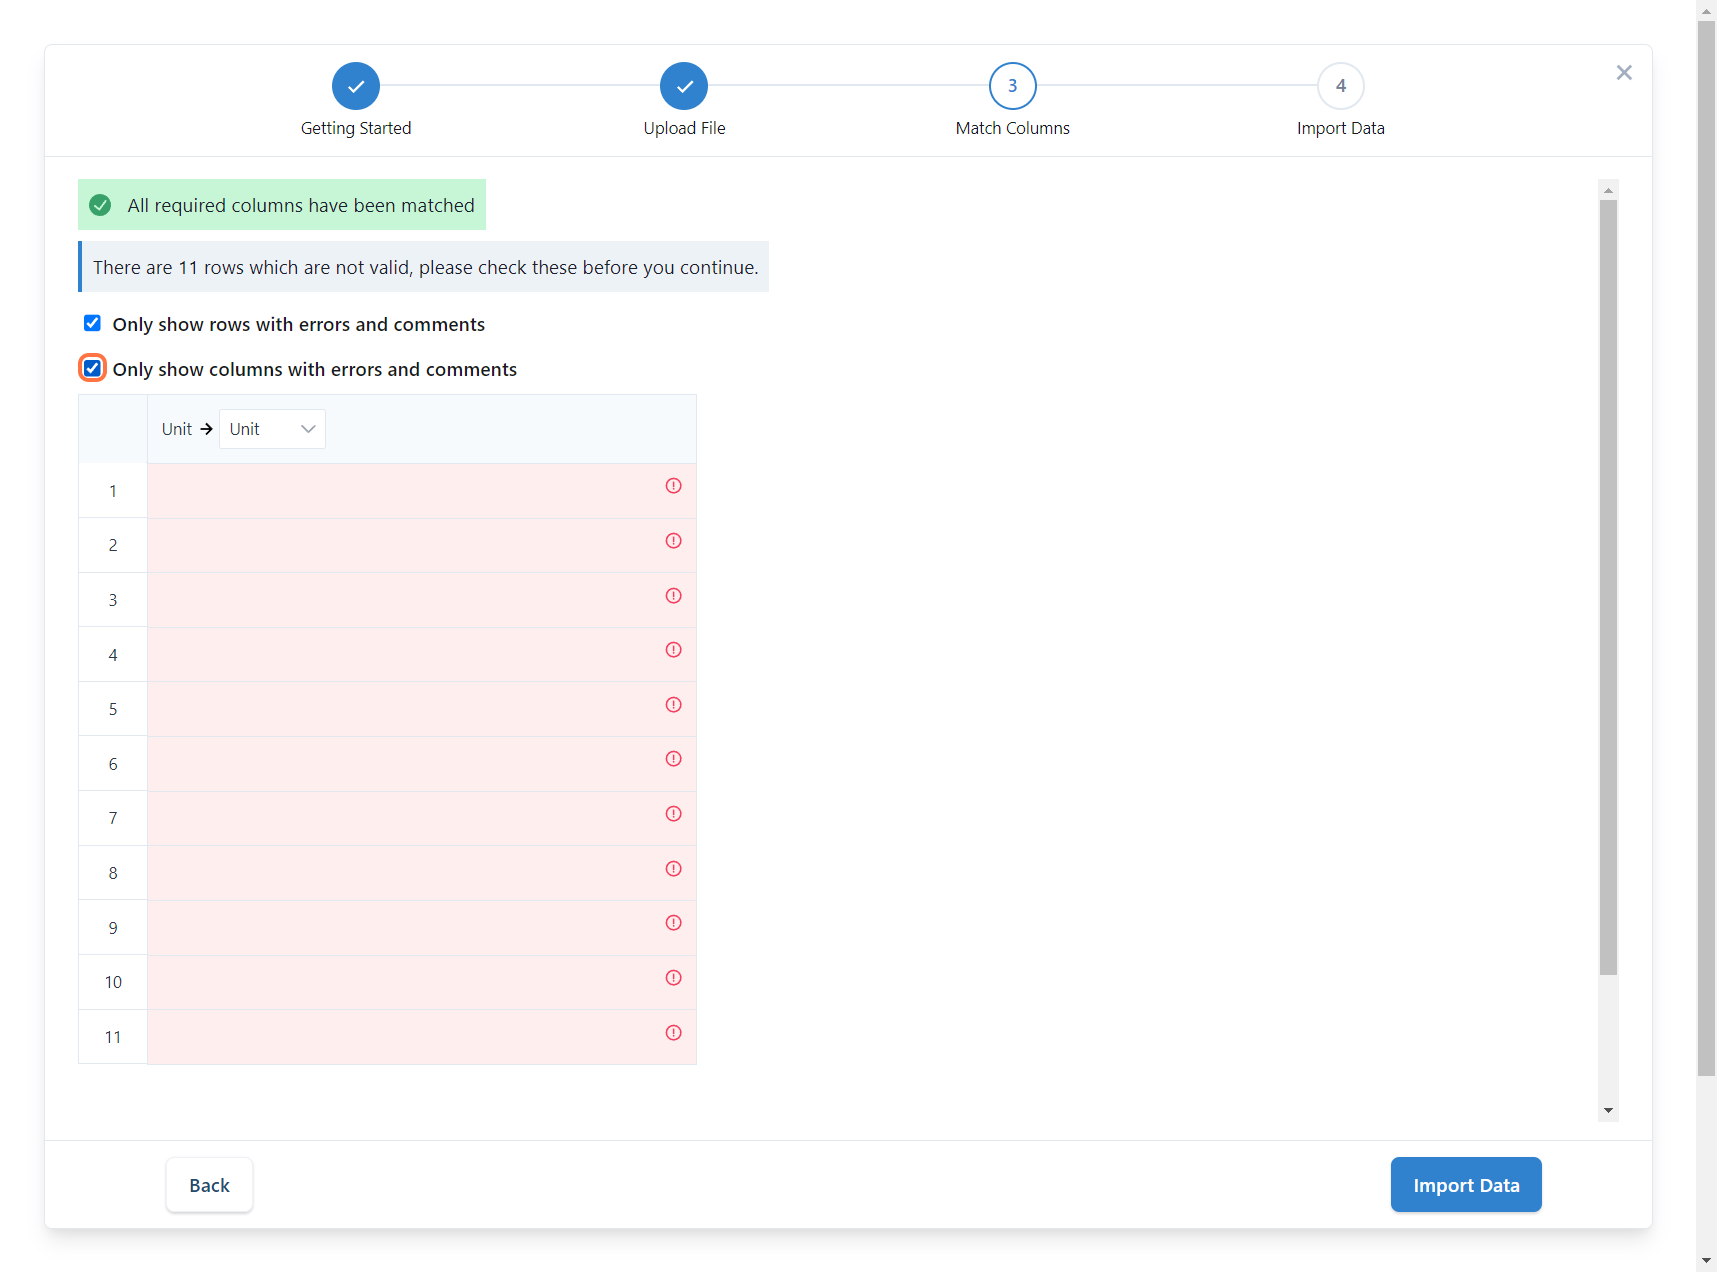 3
4
Getting Started
Upload File
Match Columns
Import Data
All required columns have been matched
There are 11 rows which are not valid, please check these before you continue.
Only show rows with errors and comments
Only show columns with errors and comments
Unit → Unit
1
2
3
4
5
6
7
8
9
10
11
Back
Import Data